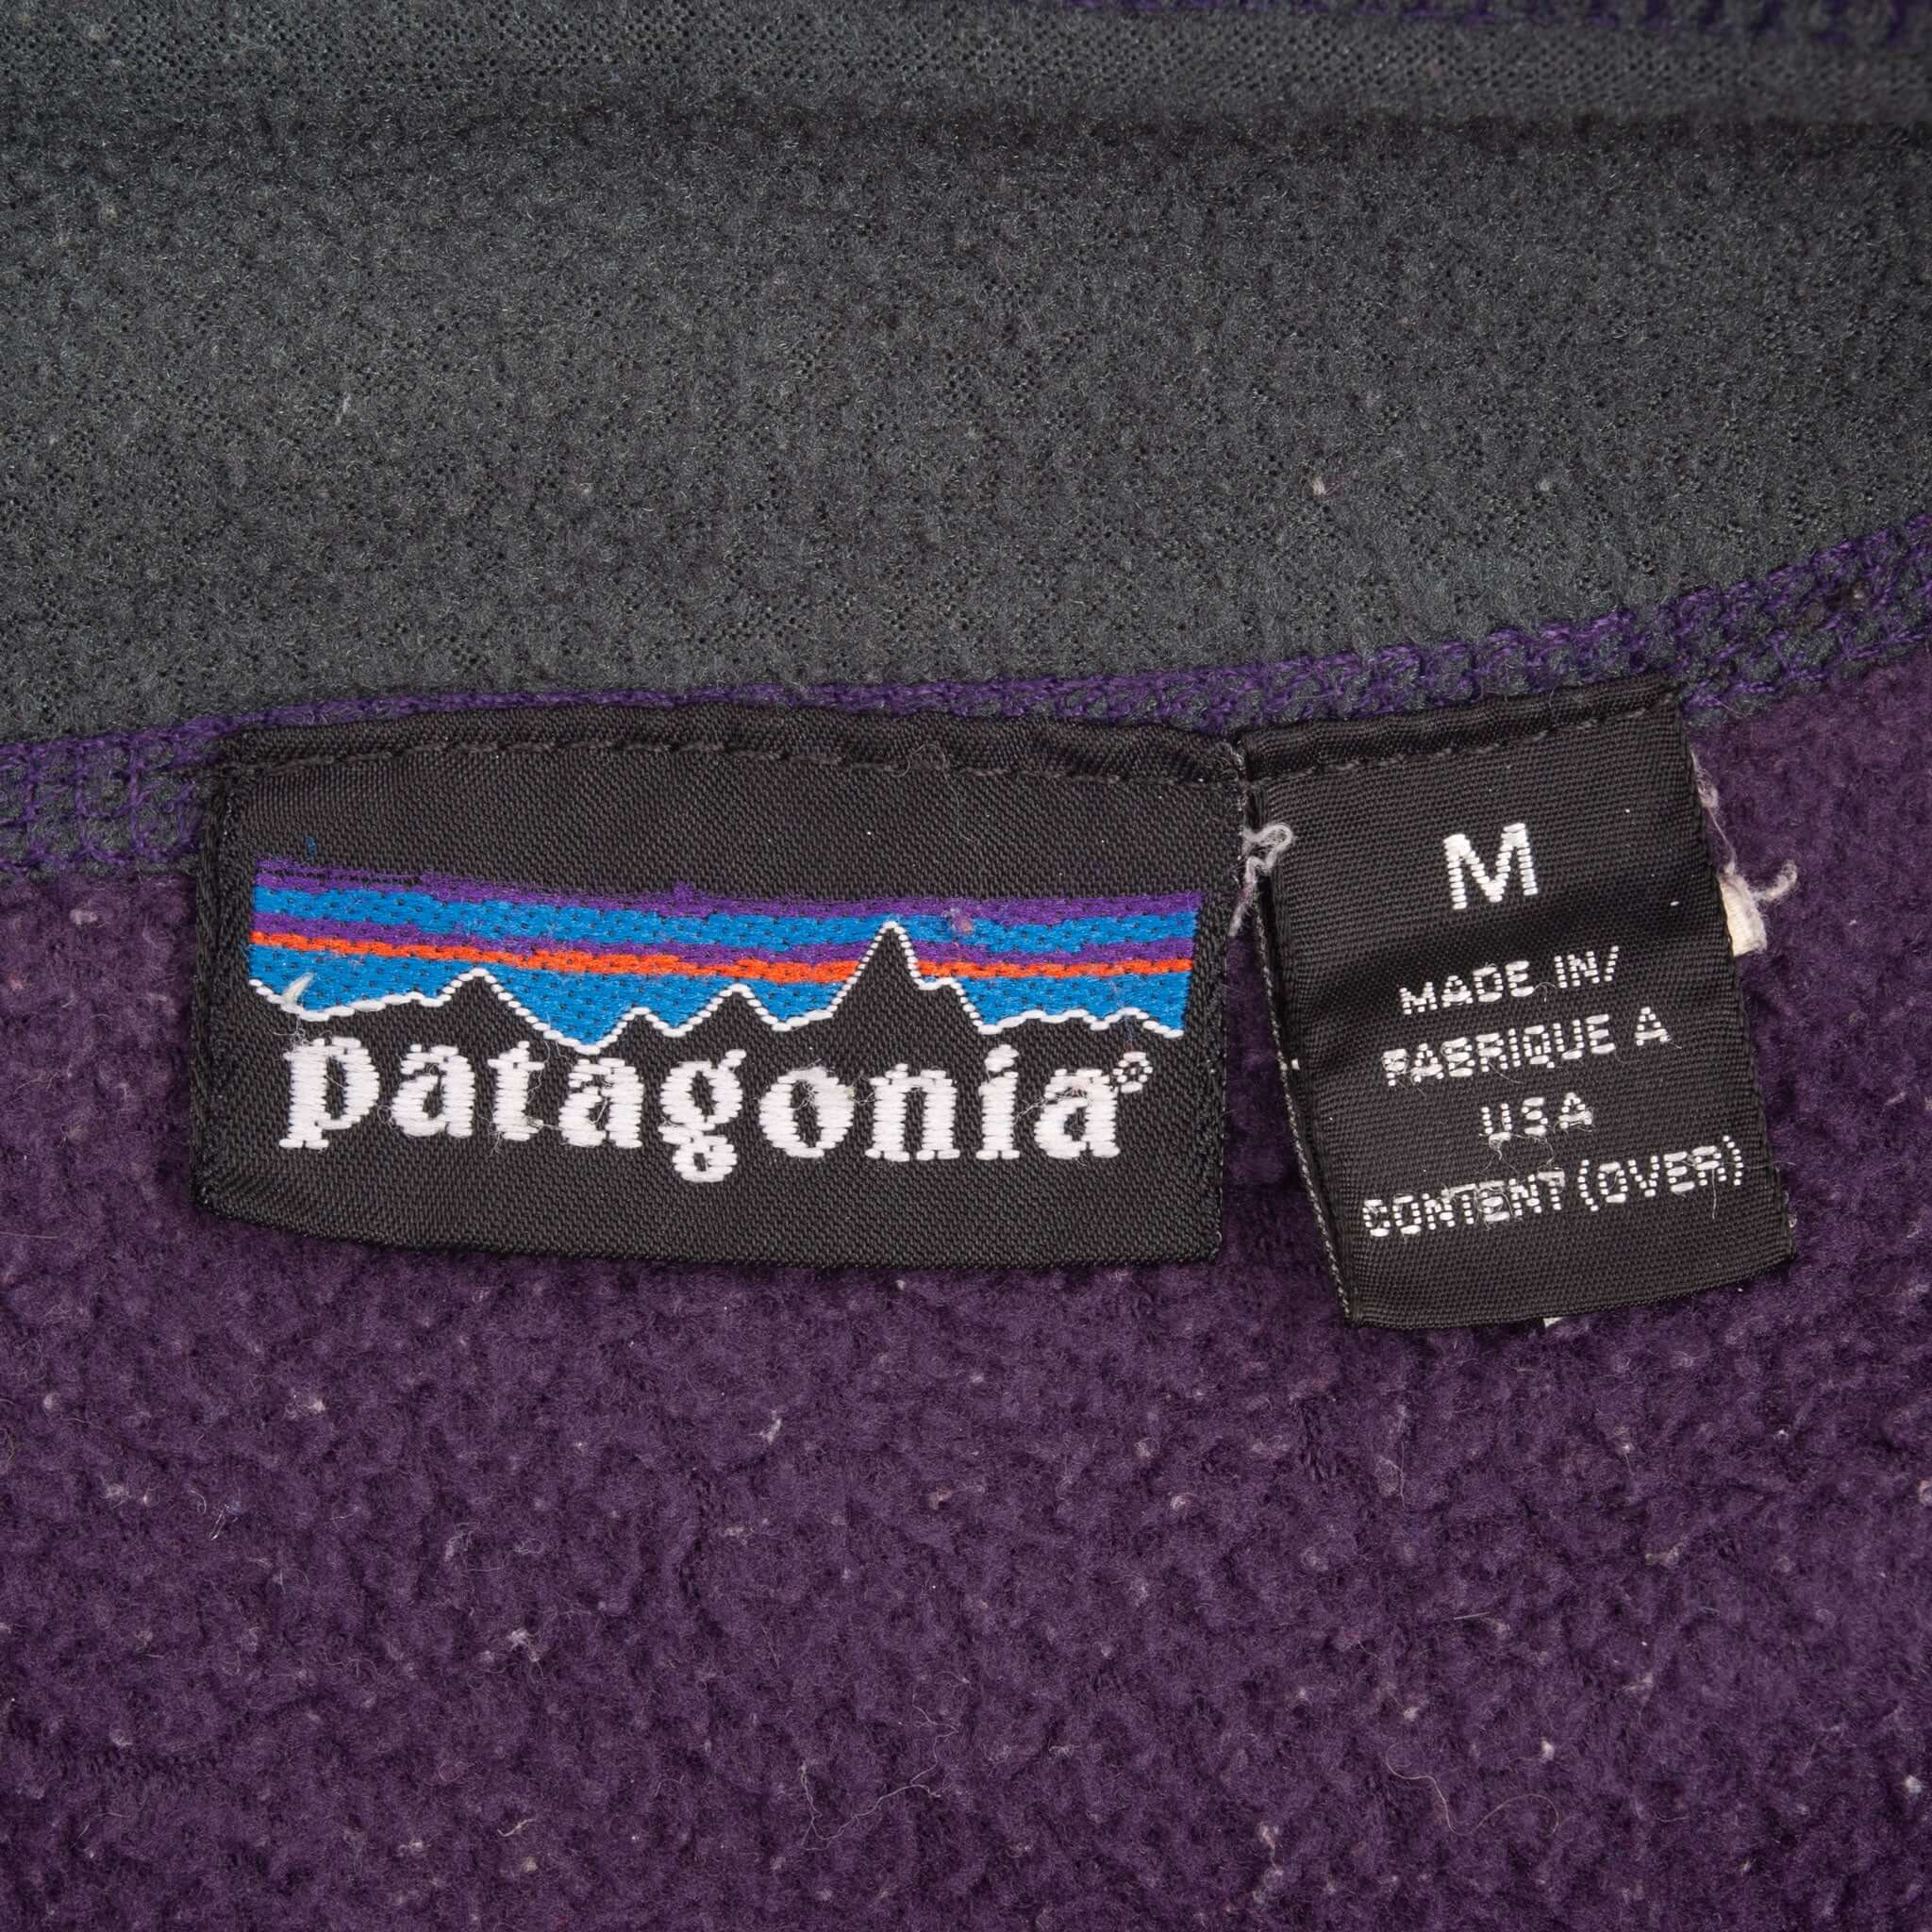 patagonia®
M
MADE IN/
FABRIQUE A
USA
CONTENT (OVER)